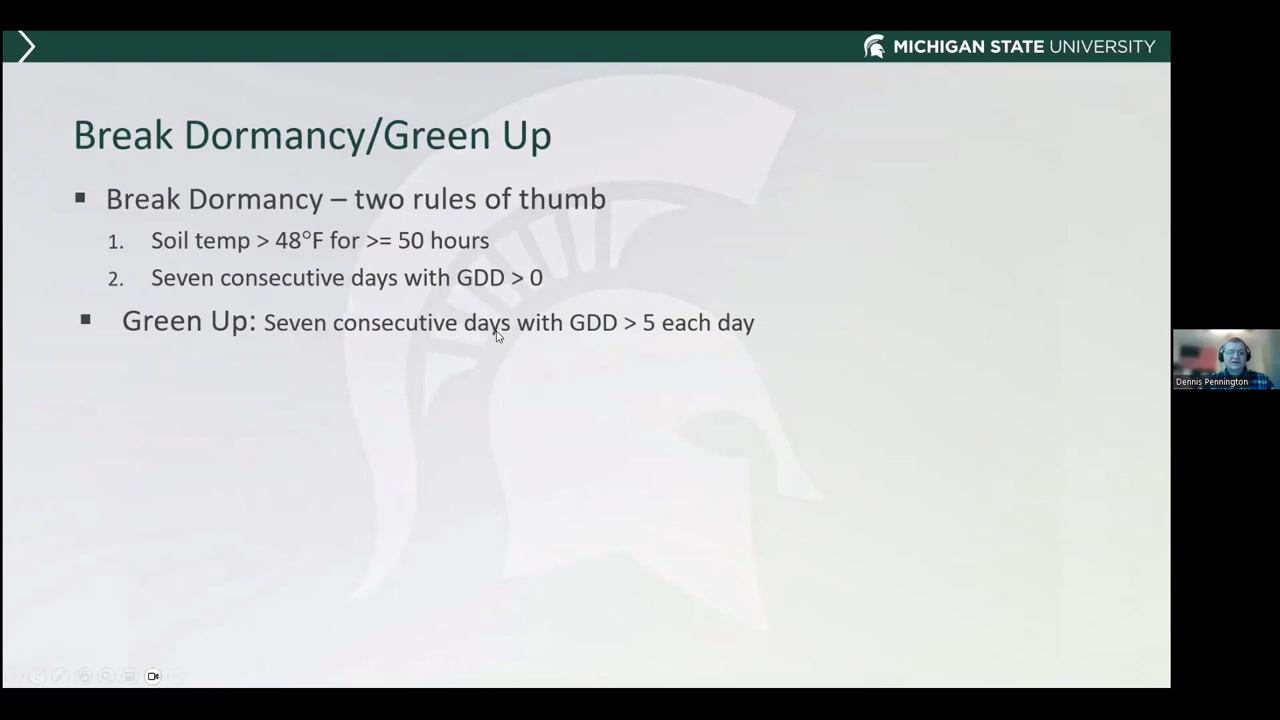 MICHIGAN STATE UNIVERSITY
Break Dormancy/Green Up
▪ Break Dormancy – two rules of thumb
1. Soil temp > 48°F for >= 50 hours
2. Seven consecutive days with GDD > 0
▪ Green Up: Seven consecutive days with GDD > 5 each day
Dennis Pennington